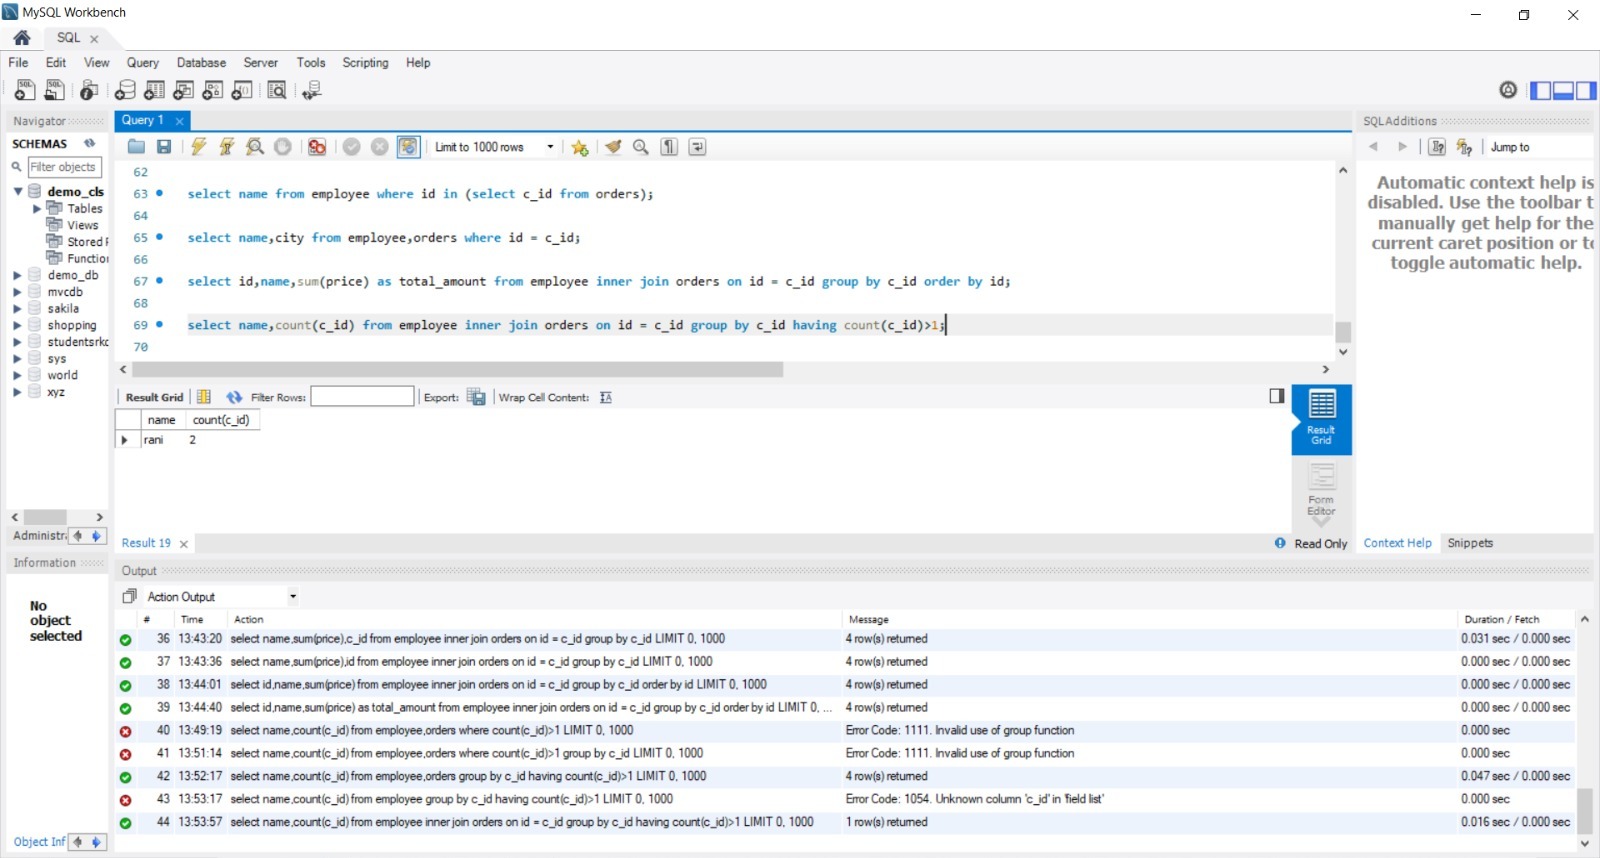 MySQL Workbench
SQL
File Edit View Query Database Server Tools Scripting Help
Navigator
SCHEMAS
Filter objects
demo_cls
Tables
Views
Stored P
Function
demo_db
mvcdb
sakila
shopping
studentsrkc
sys
world
xyz
Administra
Information
No
object
selected
Object Inf
Query 1
Limit to 1000 rows
62
63 select name from employee where id in (select c_id from orders);
64
65 select name,city from employee,orders where id = c_id;
66
67 select id,name,sum(price) as total_amount from employee inner join orders on id = c_id group by c_id order by id;
68
69 select name,count(c_id) from employee inner join orders on id = c_id group by c_id having count(c_id)>1;
70
Result Grid Filter Rows: Export: Wrap Cell Content:
name count(c_id)
rani 2
Result
Grid
Form
Editor
Result 19
Read Only
SQLAdditions
Jump to
Automatic context help is
disabled. Use the toolbar t
manually get help for the
current caret position or to
toggle automatic help.
Context Help Snippets
Output
Action Output
# Time Action Message Duration / Fetch
36 13:43:20 select name,sum(price),c_id from employee inner join orders on id = c_id group by c_id LIMIT 0, 1000 4 row(s) returned 0.031 sec / 0.000 sec
37 13:43:36 select name,sum(price),id from employee inner join orders on id = c_id group by c_id LIMIT 0, 1000 4 row(s) returned 0.000 sec / 0.000 sec
38 13:44:01 select id,name,sum(price) from employee inner join orders on id = c_id group by c_id order by id LIMIT 0, 1000 4 row(s) returned 0.000 sec / 0.000 sec
39 13:44:40 select id,name,sum(price) as total_amount from employee inner join orders on id = c_id group by c_id order by id LIMIT 0, ... 4 row(s) returned 0.000 sec / 0.000 sec
40 13:49:19 select name,count(c_id) from employee,orders where count(c_id)>1 LIMIT 0, 1000 Error Code: 1111. Invalid use of group function 0.000 sec
41 13:51:14 select name,count(c_id) from employee,orders where count(c_id)>1 group by c_id LIMIT 0, 1000 Error Code: 1111. Invalid use of group function 0.000 sec
42 13:52:17 select name,count(c_id) from employee,orders group by c_id having count(c_id)>1 LIMIT 0, 1000 4 row(s) returned 0.047 sec / 0.000 sec
43 13:53:17 select name,count(c_id) from employee group by c_id having count(c_id)>1 LIMIT 0, 1000 Error Code: 1054. Unknown column 'c_id' in 'field list' 0.000 sec
44 13:53:57 select name,count(c_id) from employee inner join orders on id = c_id group by c_id having count(c_id)>1 LIMIT 0, 1000 1 row(s) returned 0.016 sec / 0.000 sec